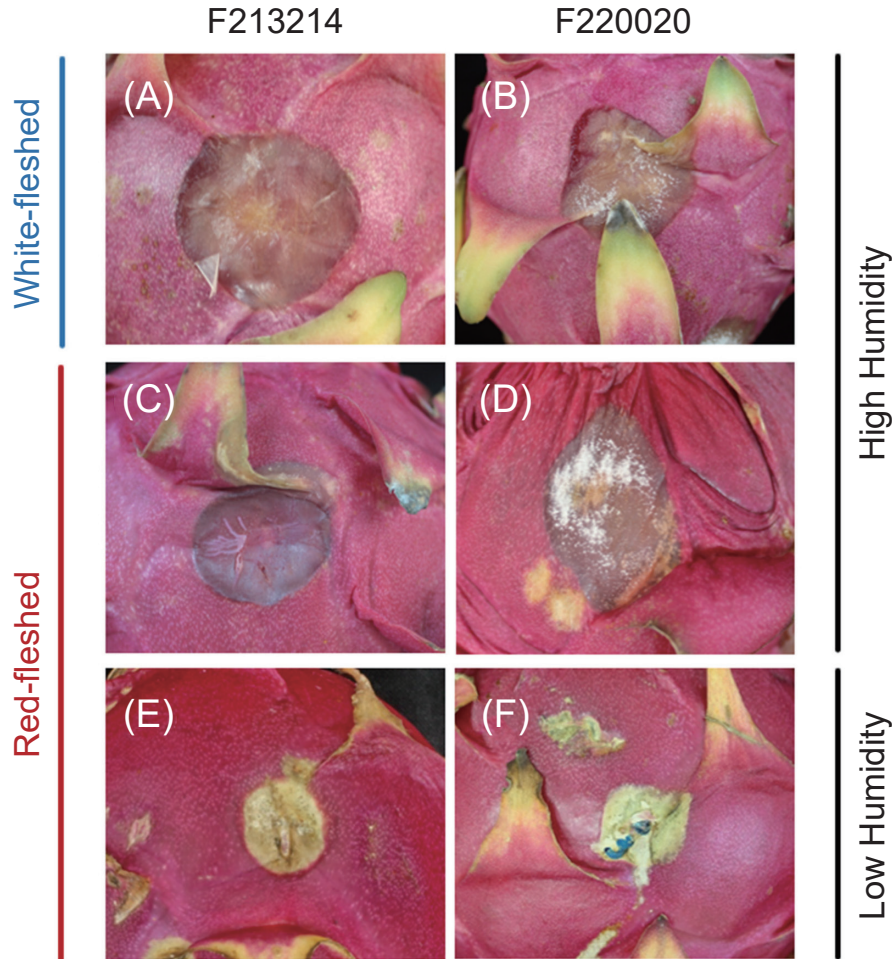 F213214
F220020
White-fleshed
Red-fleshed
(A)
(B)
(C)
(D)
(E)
(F)
High Humidity
Low Humidity